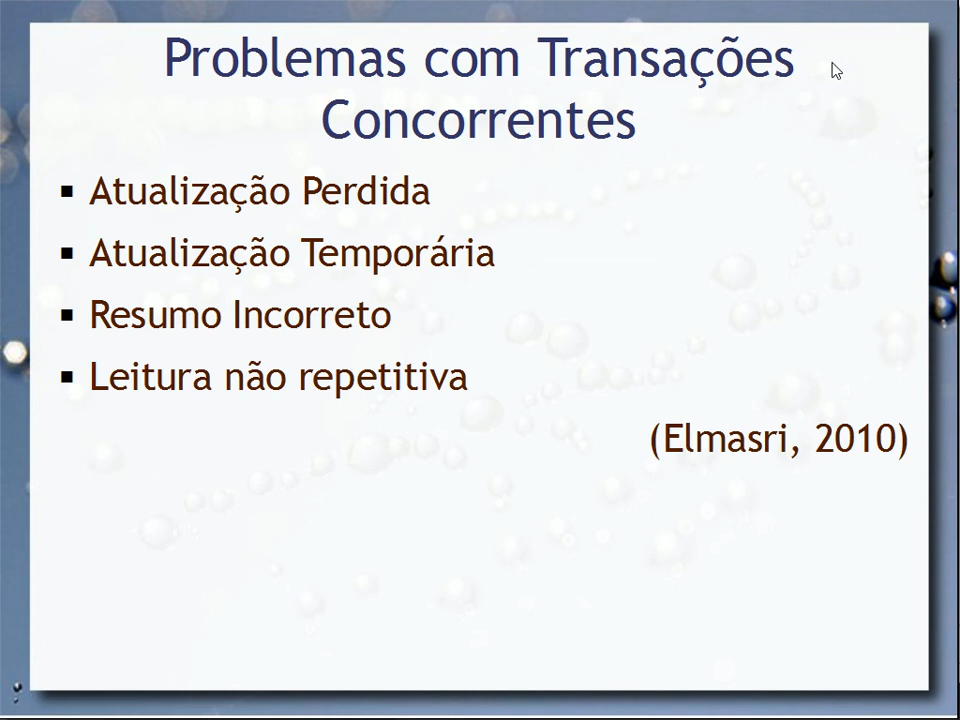 Problemas com Transações
Concorrentes
▪ Atualização Perdida
▪ Atualização Temporária
▪ Resumo Incorreto
▪ Leitura não repetitiva
(Elmasri, 2010)